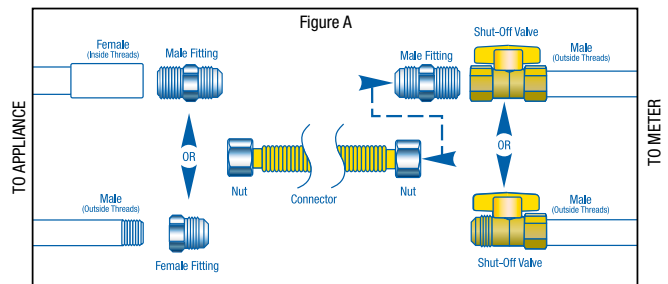 Figure A
Shut-Off Valve
Female
(Inside Threads)
Male Fitting
Male Fitting
Male
(Outside Threads)
TO APPLIANCE
OR
Nut
Connector
Nut
OR
TO METER
Male
(Outside Threads)
Female Fitting
Male
(Outside Threads)
Shut-Off Valve